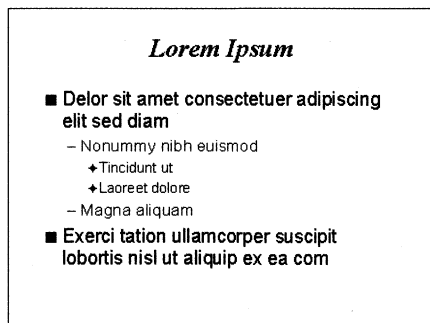 Lorem Ipsum
■ Delor sit amet consectetuer adipiscing
elit sed diam
– Nonummy nibh euismod
✦Tincidunt ut
✦Laoreet dolore
– Magna aliquam
■ Exerci tation ullamcorper suscipit
lobortis nisl ut aliquip ex ea com